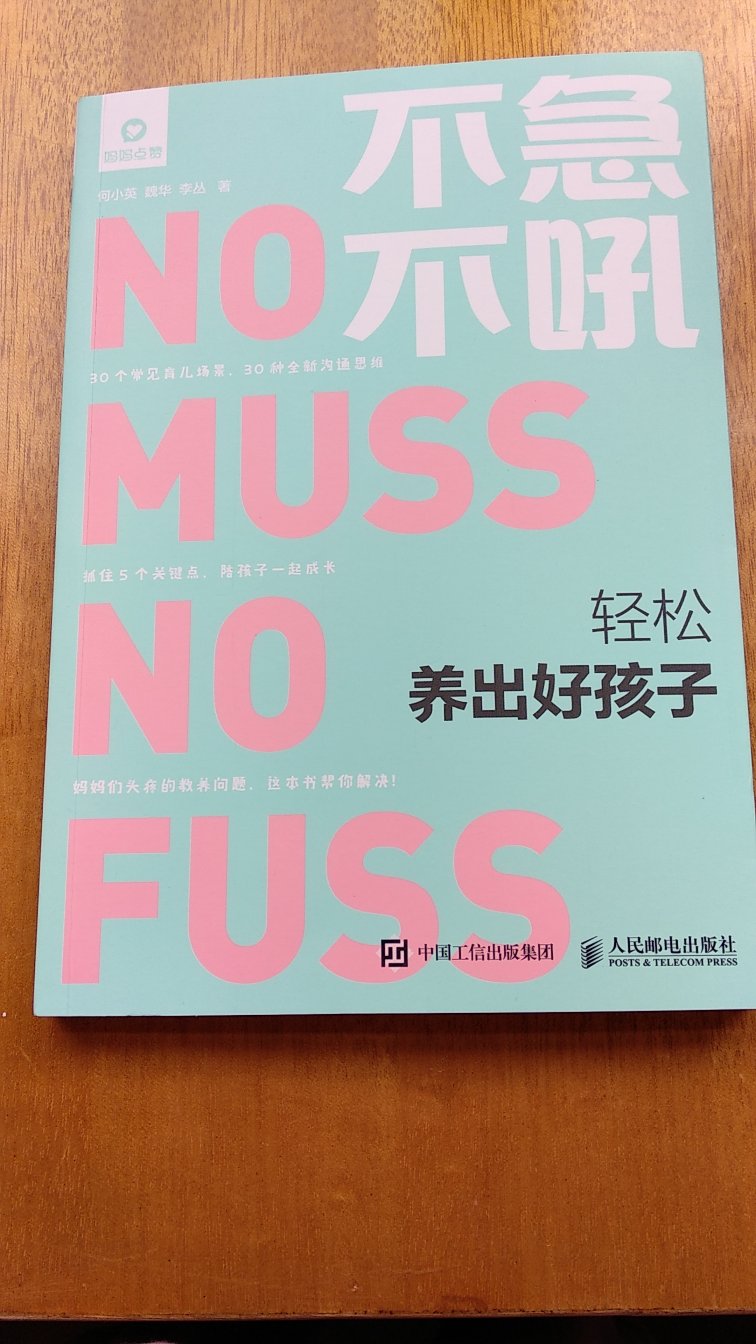 妈妈点赞
何小英 魏华 李丛 著
不急
不吼
NO
30个常见育儿场景，30种全新沟通思维
MUSS
抓住5个关键点，陪孩子一起成长
NO
轻松
养出好孩子
妈妈们头疼的教养问题，这本书帮你解决！
FUSS
中国工信出版集团
人民邮电出版社
POSTS & TELECOM PRESS